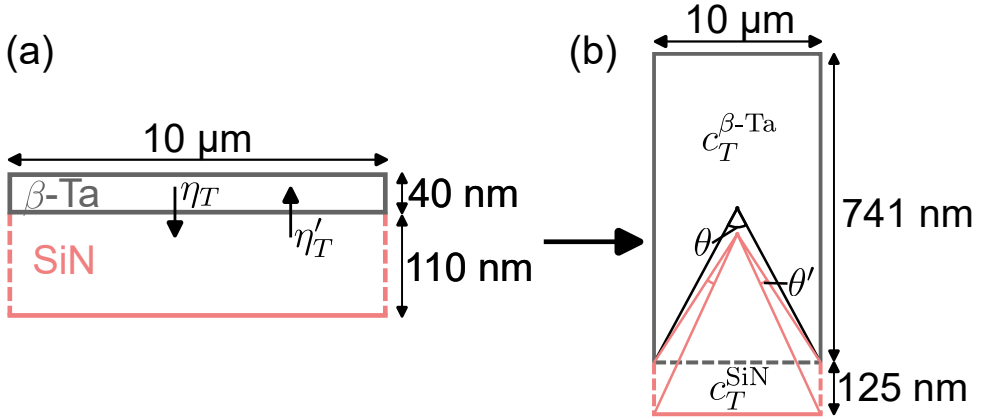 (a)
10 μm
β-Ta
η_T
η′_T
40 nm
SiN
110 nm
(b)
10 μm
c_T^{β-Ta}
741 nm
θ
θ′
c_T^{SiN}
125 nm